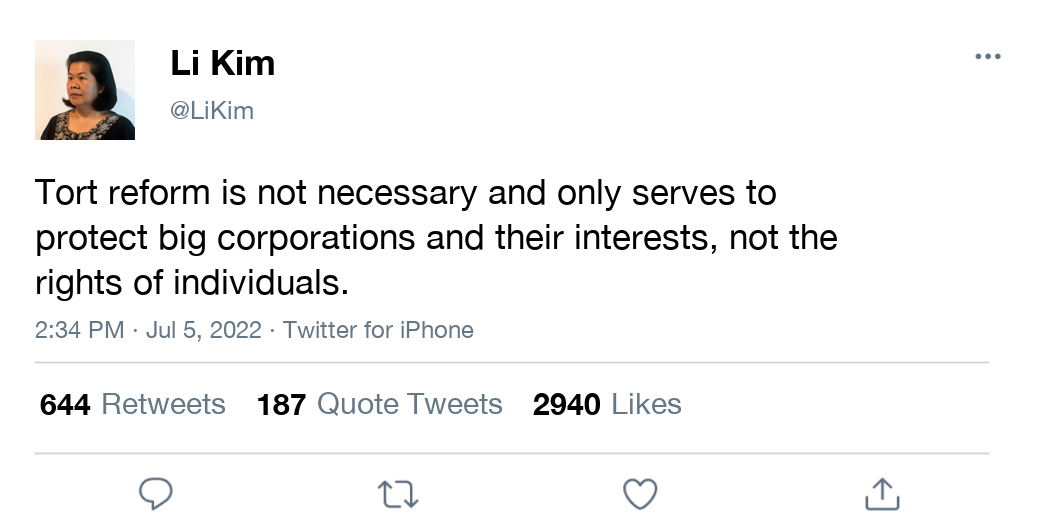 Li Kim
@LiKim
Tort reform is not necessary and only serves to
protect big corporations and their interests, not the
rights of individuals.
2:34 PM · Jul 5, 2022 · Twitter for iPhone
644 Retweets 187 Quote Tweets 2940 Likes